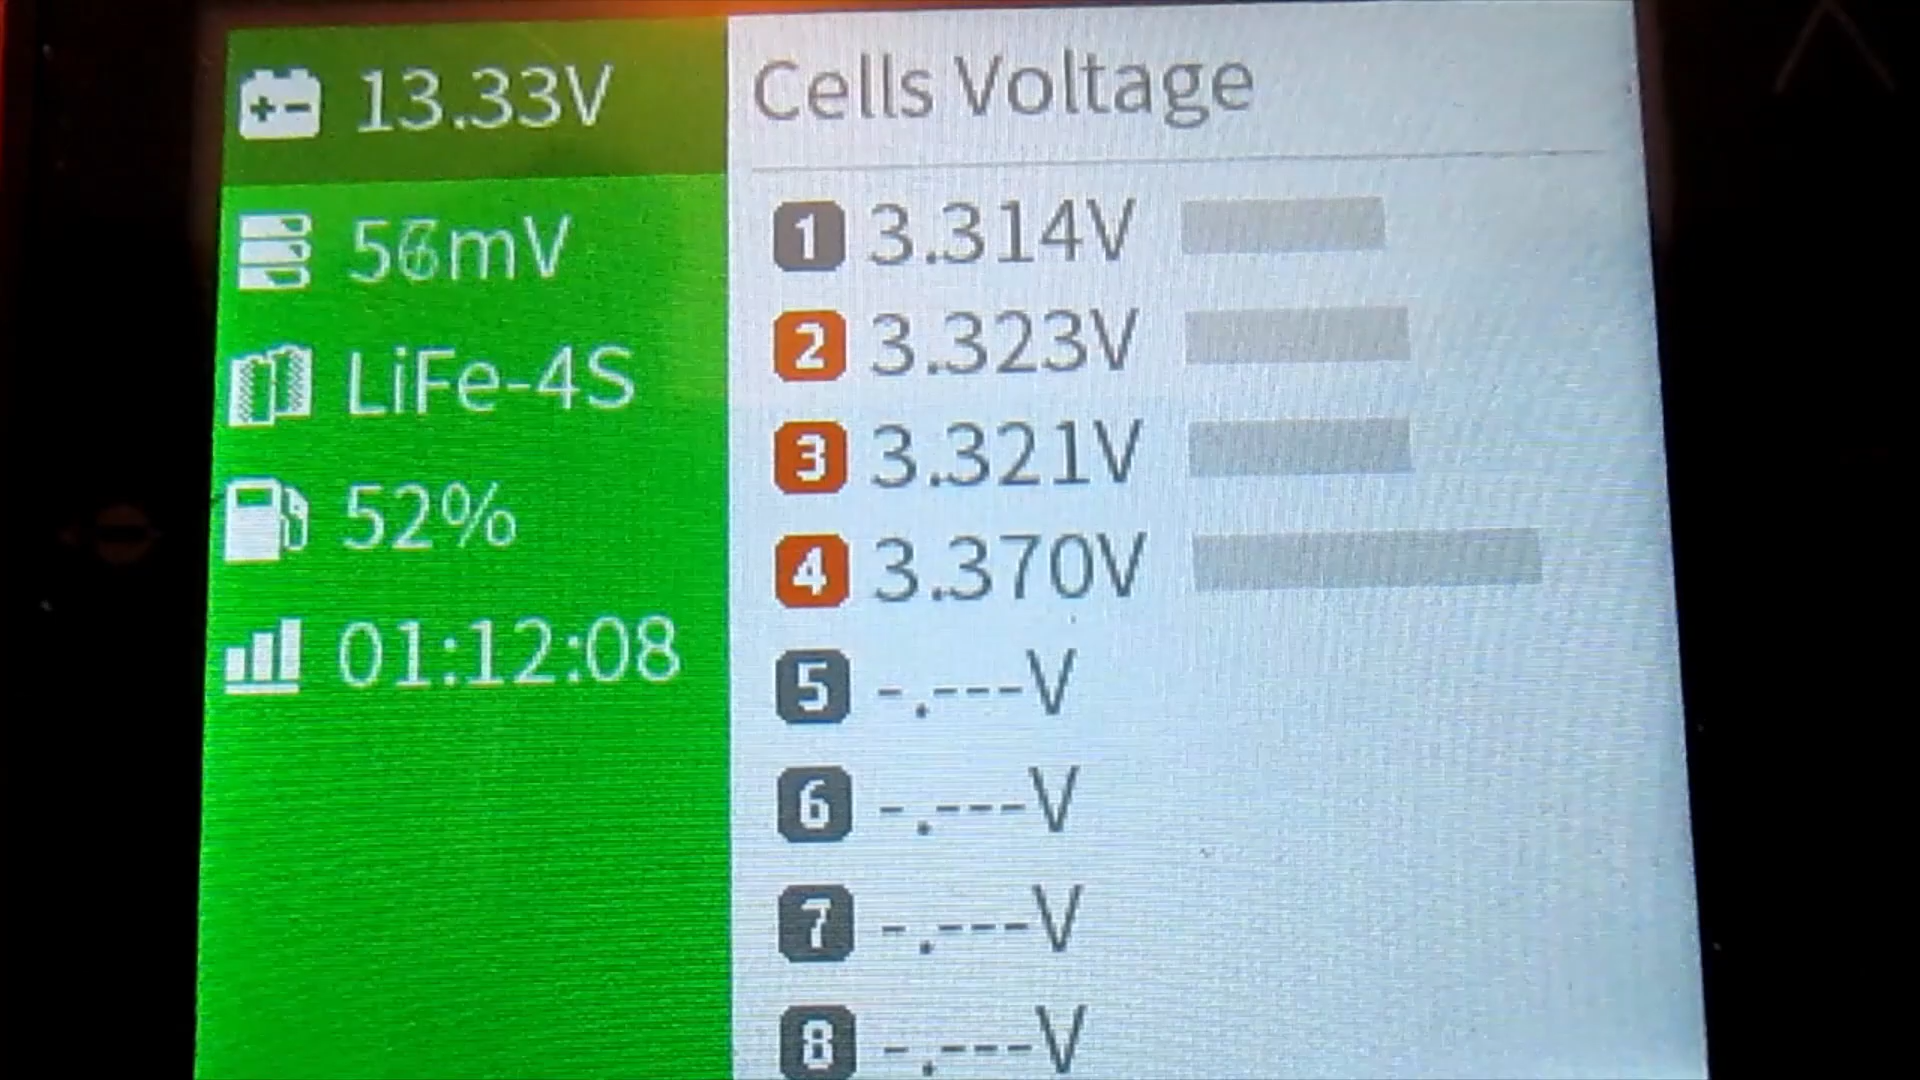 13.33V
56mV
LiFe-4S
52%
01:12:08
Cells Voltage
1 3.314V
2 3.323V
3 3.321V
4 3.370V
5 -.---V
6 -.---V
7 -.---V
8 -.---V